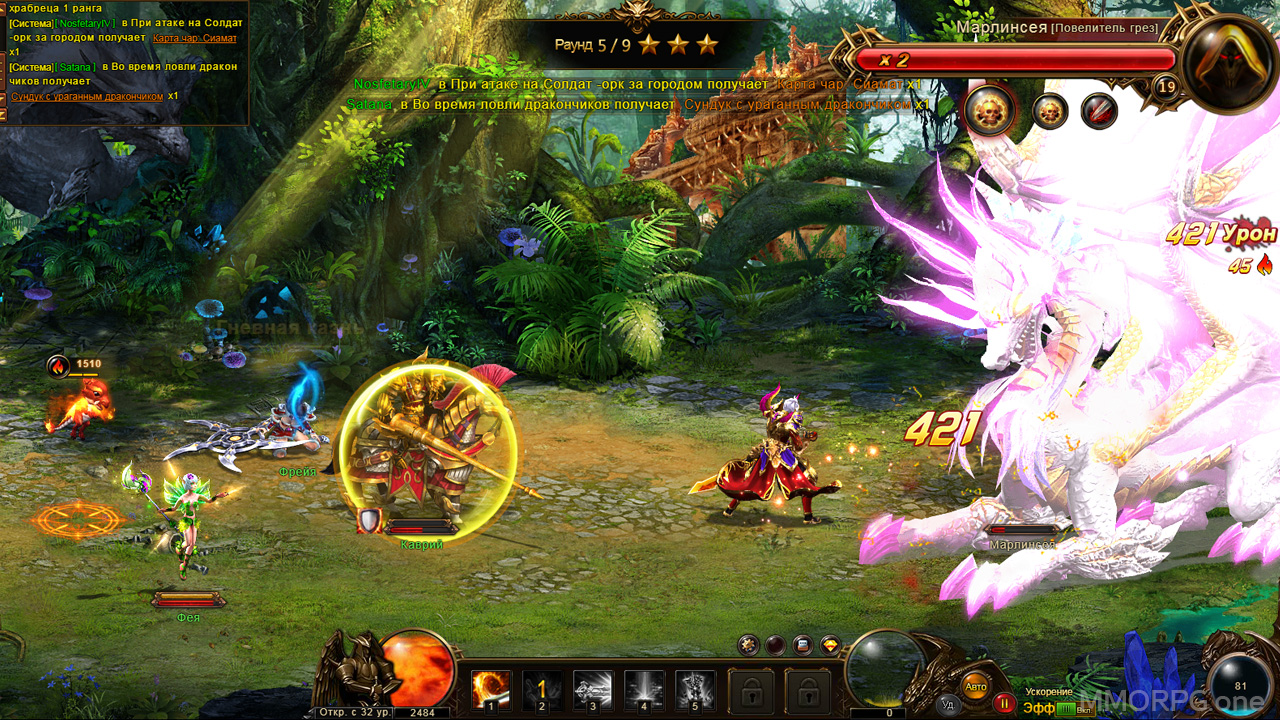 храбреца 1 ранга
[Система][NosfetaryIV] в При атаке на Солдат
-орк за городом получает Карта чар: Сиамат
x1
[Система][Satana] в Во время ловли дракон
чиков получает
Сундук с ураганным дракончиком x1
Раунд 5 / 9
Марлинсея [Повелитель грез]
x 2
19
NosfetaryIV в При атаке на Солдат -орк за городом получает Карта чар: Сиамат x1
Satana в Во время ловли дракончиков получает Сундук с ураганным дракончиком x1
421 Урон
45
Гневная казнь
1510
421
Фрейя
Каврий
Марлинсея
Фея
1
1 2 3 4 5
Откр. с 32 ур.
2484
0
Уд.
Авто
Ускорение
Эфф
Вкл.
81
MMORPG one